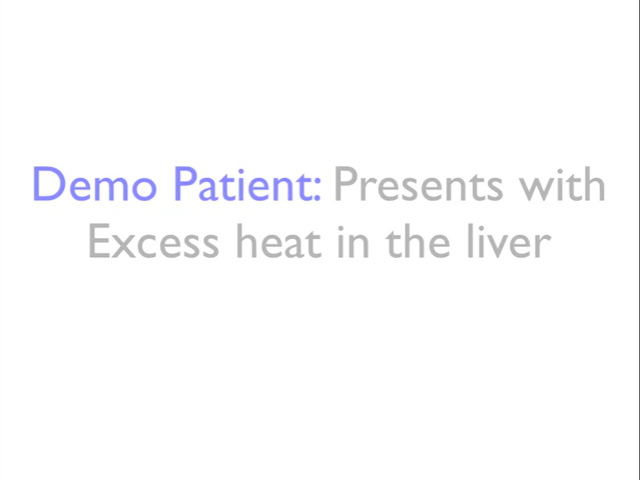 Demo Patient: Presents with
Excess heat in the liver